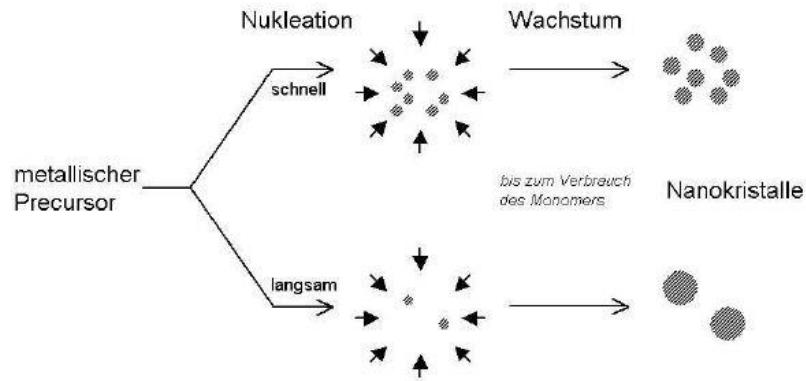 Nukleation
Wachstum
schnell
metallischer
Precursor
bis zum Verbrauch
des Monomers
Nanokristalle
langsam